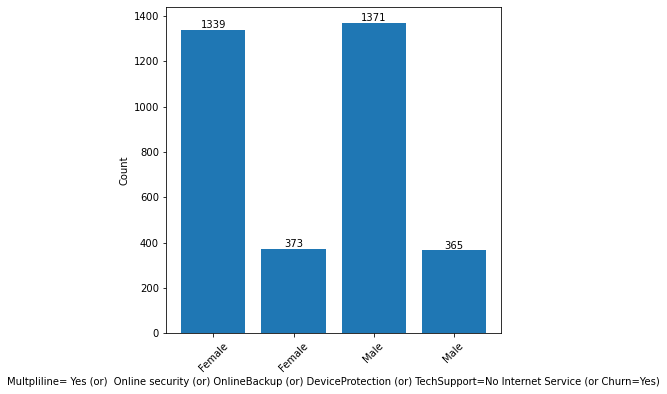 1400
1200
1000
800
600
400
200
0
Count
1339
373
1371
365
Female
Female
Male
Male
Multpliline= Yes (or)  Online security (or) OnlineBackup (or) DeviceProtection (or) TechSupport=No Internet Service (or Churn=Yes)